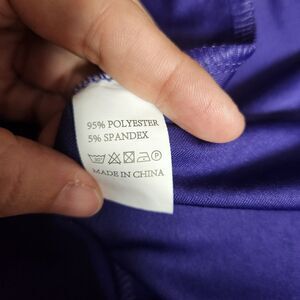 95% POLYESTER
5% SPANDEX
MADE IN CHINA